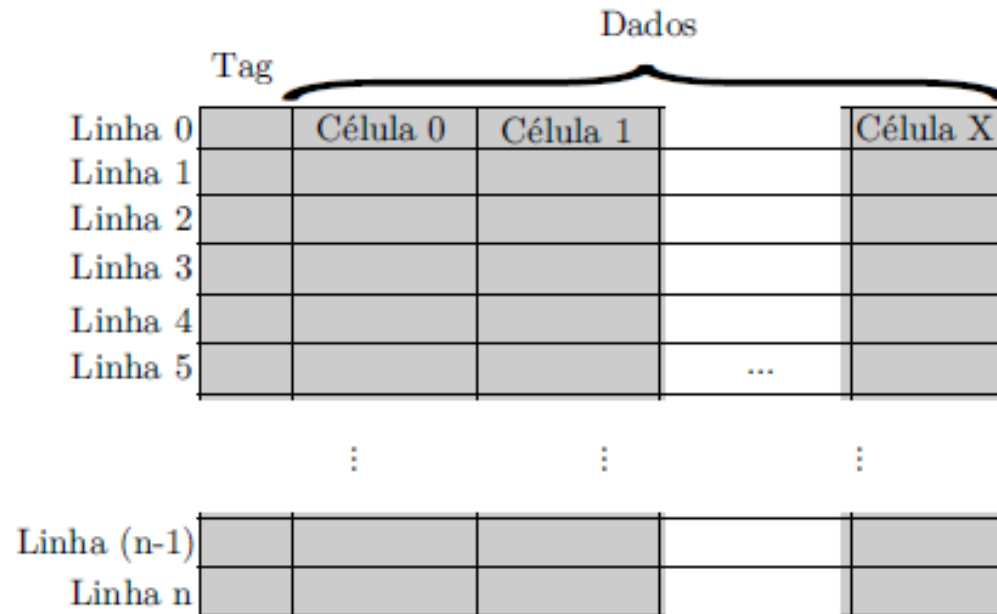 Dados
Tag
Linha 0 Célula 0 Célula 1 Célula X
Linha 1
Linha 2
Linha 3
Linha 4
Linha 5 ...
⋮ ⋮ ⋮
Linha (n-1)
Linha n